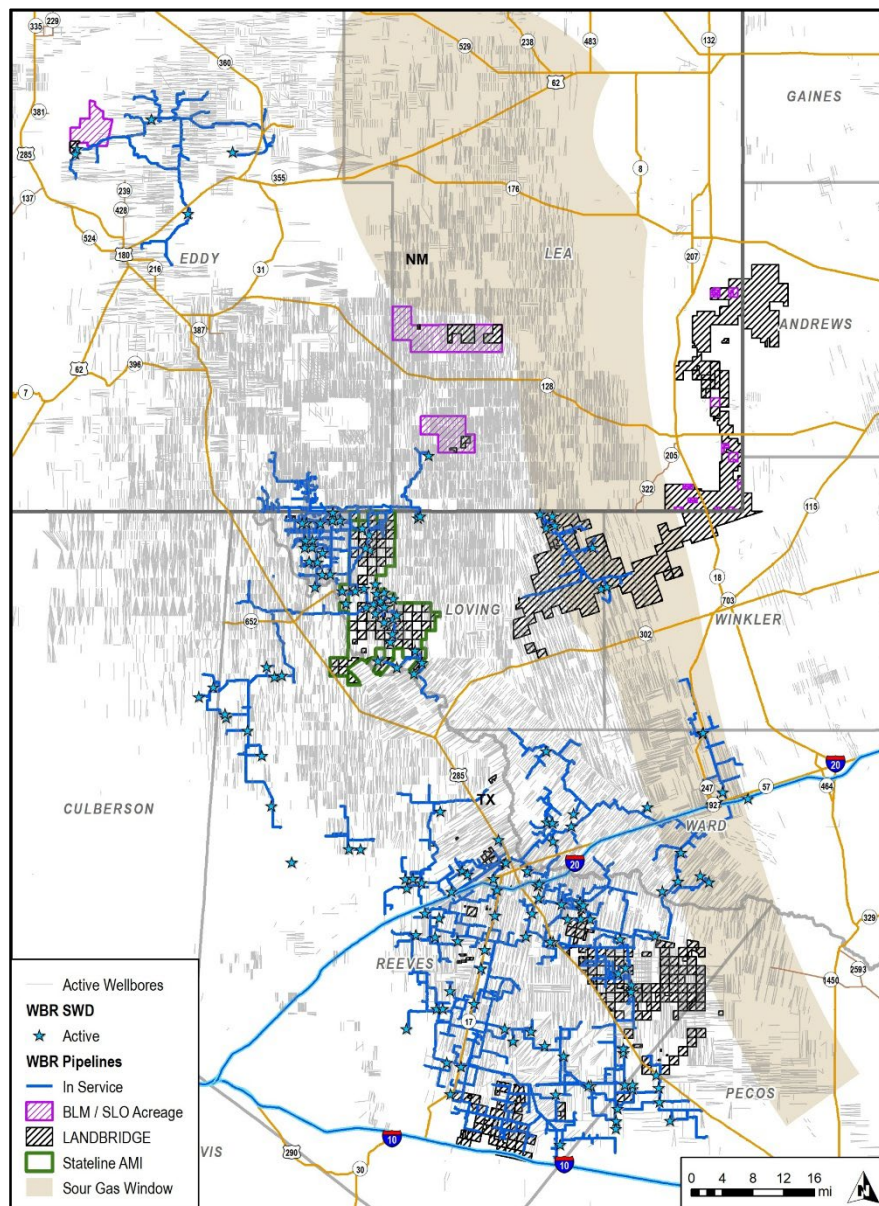 335
229
360
529
238
483
132
62
GAINES
381
285
8
355
176
137
239
428
207
524
180
EDDY
LEA
31
NM
216
ANDREWS
387
62
396
7
128
205
322
115
18
LOVING
703
652
WINKLER
302
285
20
247
57
464
1927
TX
CULBERSON
WARD
20
329
REEVES
2593
1450
17
PECOS
10
VIS
290
30
10
Active Wellbores
WBR SWD
Active
WBR Pipelines
In Service
BLM / SLO Acreage
LANDBRIDGE
Stateline AMI
Sour Gas Window
0 4 8 12 16
mi
N